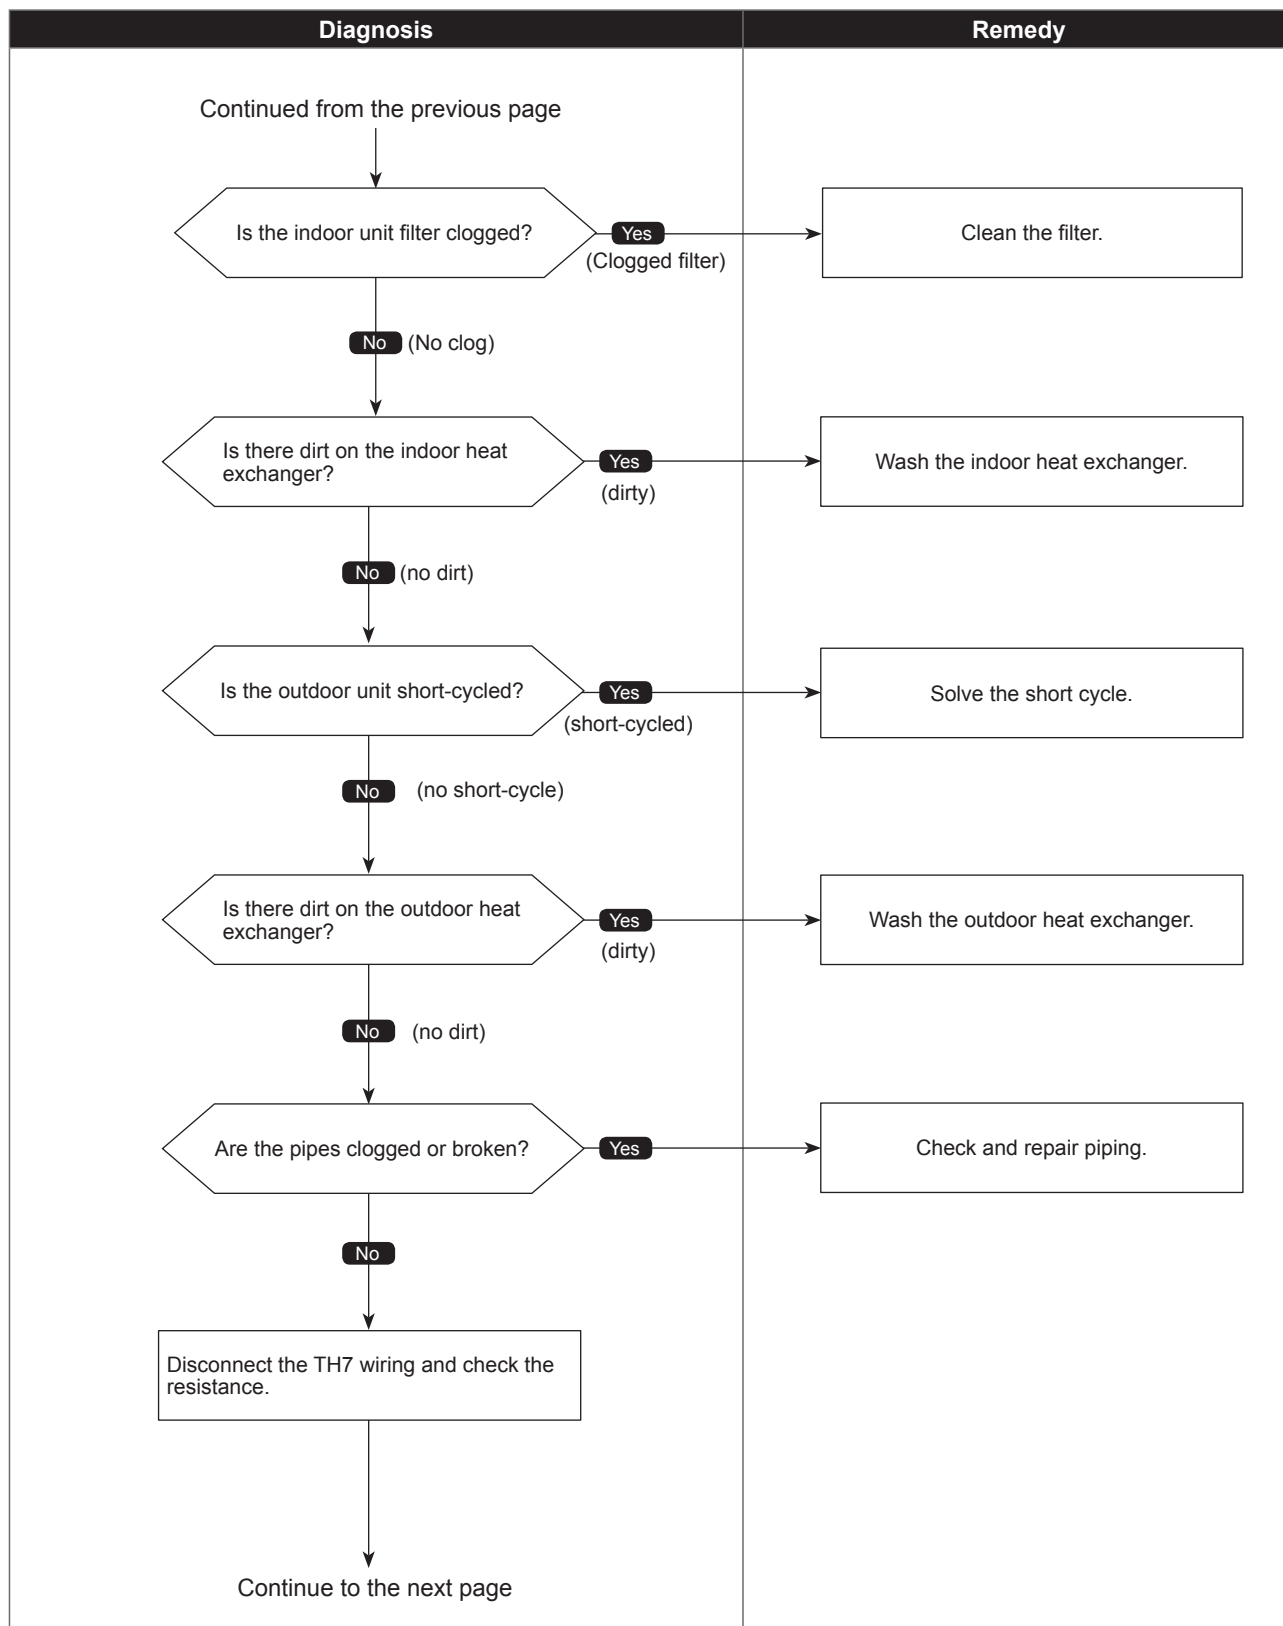 Diagnosis
Remedy
Continued from the previous page
Is the indoor unit filter clogged?
Yes
(Clogged filter)
Clean the filter.
No (No clog)
Is there dirt on the indoor heat
exchanger?
Yes
(dirty)
Wash the indoor heat exchanger.
No (no dirt)
Is the outdoor unit short-cycled?
Yes
(short-cycled)
Solve the short cycle.
No (no short-cycle)
Is there dirt on the outdoor heat
exchanger?
Yes
(dirty)
Wash the outdoor heat exchanger.
No (no dirt)
Are the pipes clogged or broken?
Yes
Check and repair piping.
No
Disconnect the TH7 wiring and check the
resistance.
Continue to the next page